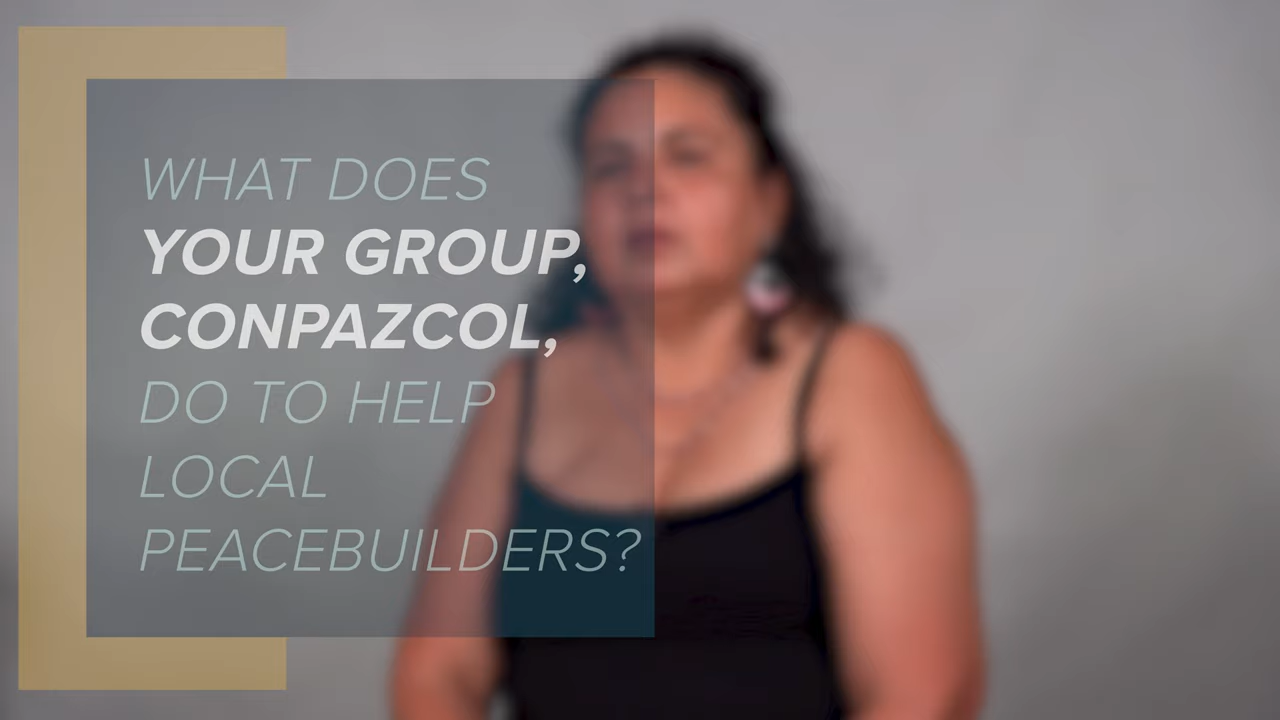 WHAT DOES
YOUR GROUP,
CONPAZCOL,
DO TO HELP
LOCAL
PEACEBUILDERS?